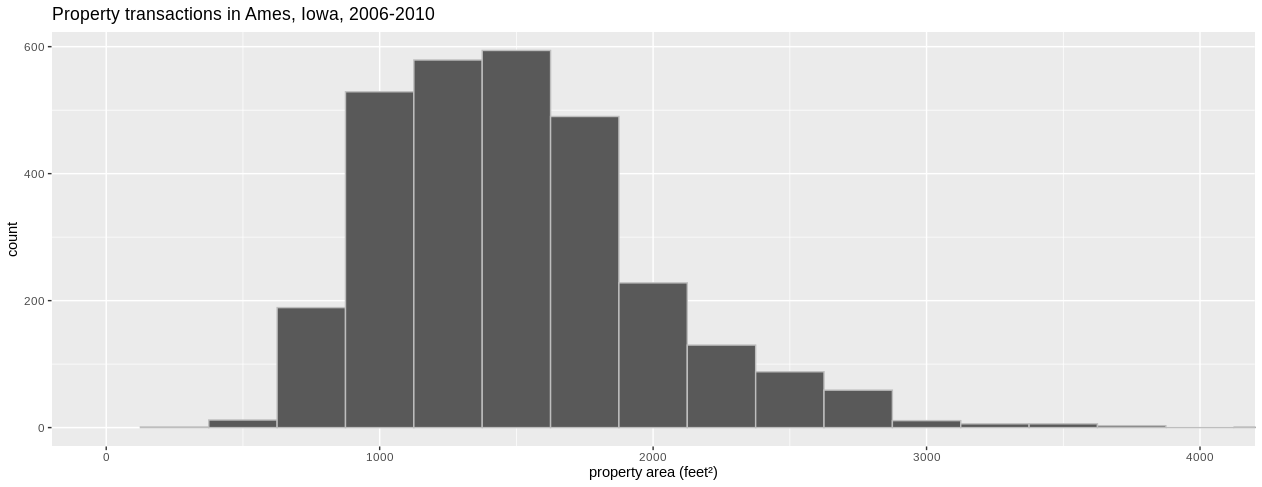 Property transactions in Ames, Iowa, 2006-2010
600
400
200
0
count
0 1000 2000 3000 4000
property area (feet²)